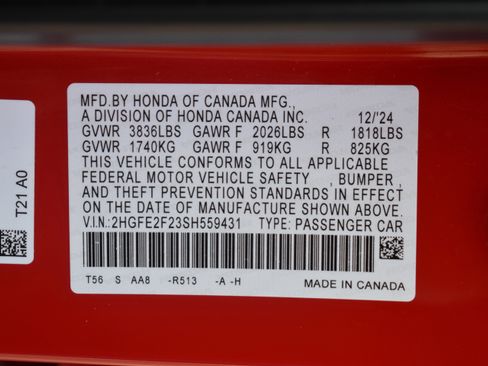 MFD.BY HONDA OF CANADA MFG.,
A DIVISION OF HONDA CANADA INC. 12/'24
GVWR 3836LBS GAWR F 2026LBS R 1818LBS
GVWR 1740KG GAWR F 919KG R 825KG
THIS VEHICLE CONFORMS TO ALL APPLICABLE
FEDERAL MOTOR VEHICLE SAFETY , BUMPER ,
AND THEFT PREVENTION STANDARDS IN EFFECT
ON THE DATE OF MANUFACTURE SHOWN ABOVE.
V.I.N.: 2HGFE2F23SH559431 TYPE: PASSENGER CAR
T56 S AA8 -R513 -A -H MADE IN CANADA
T21 A0